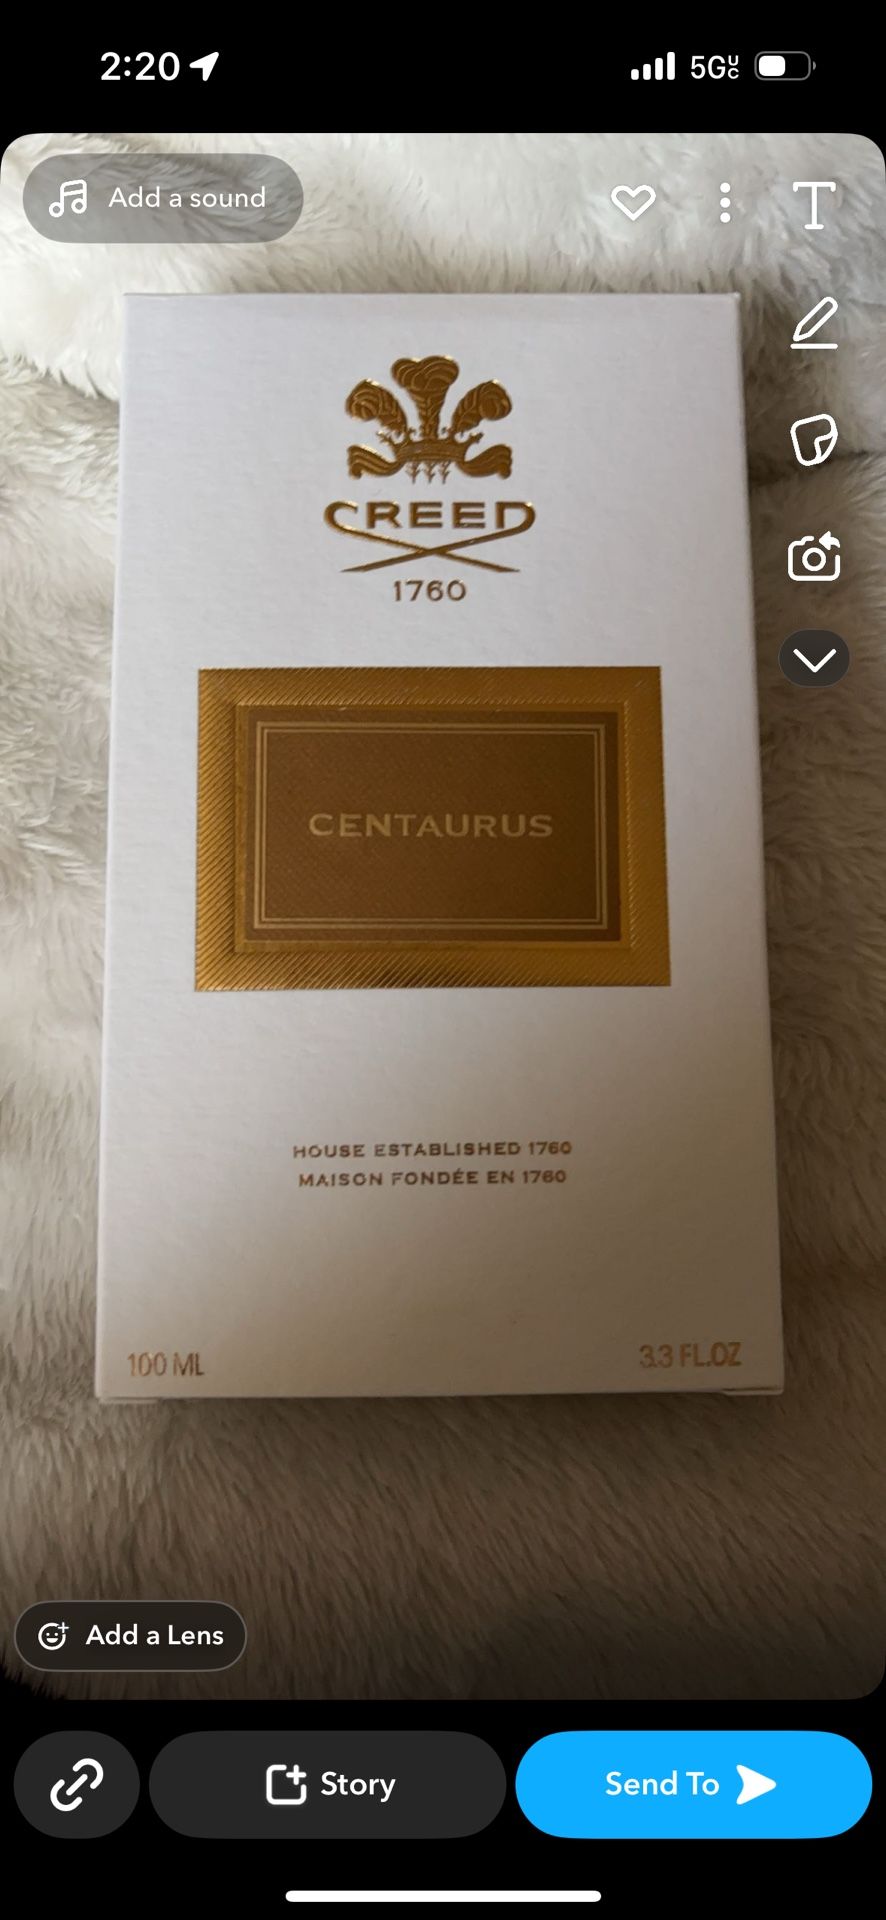 2:20
5G UC
Add a sound
T
CREED
1760
CENTAURUS
HOUSE ESTABLISHED 1760
MAISON FONDÉE EN 1760
100 ML
3.3 FL.OZ
Add a Lens
Story
Send To